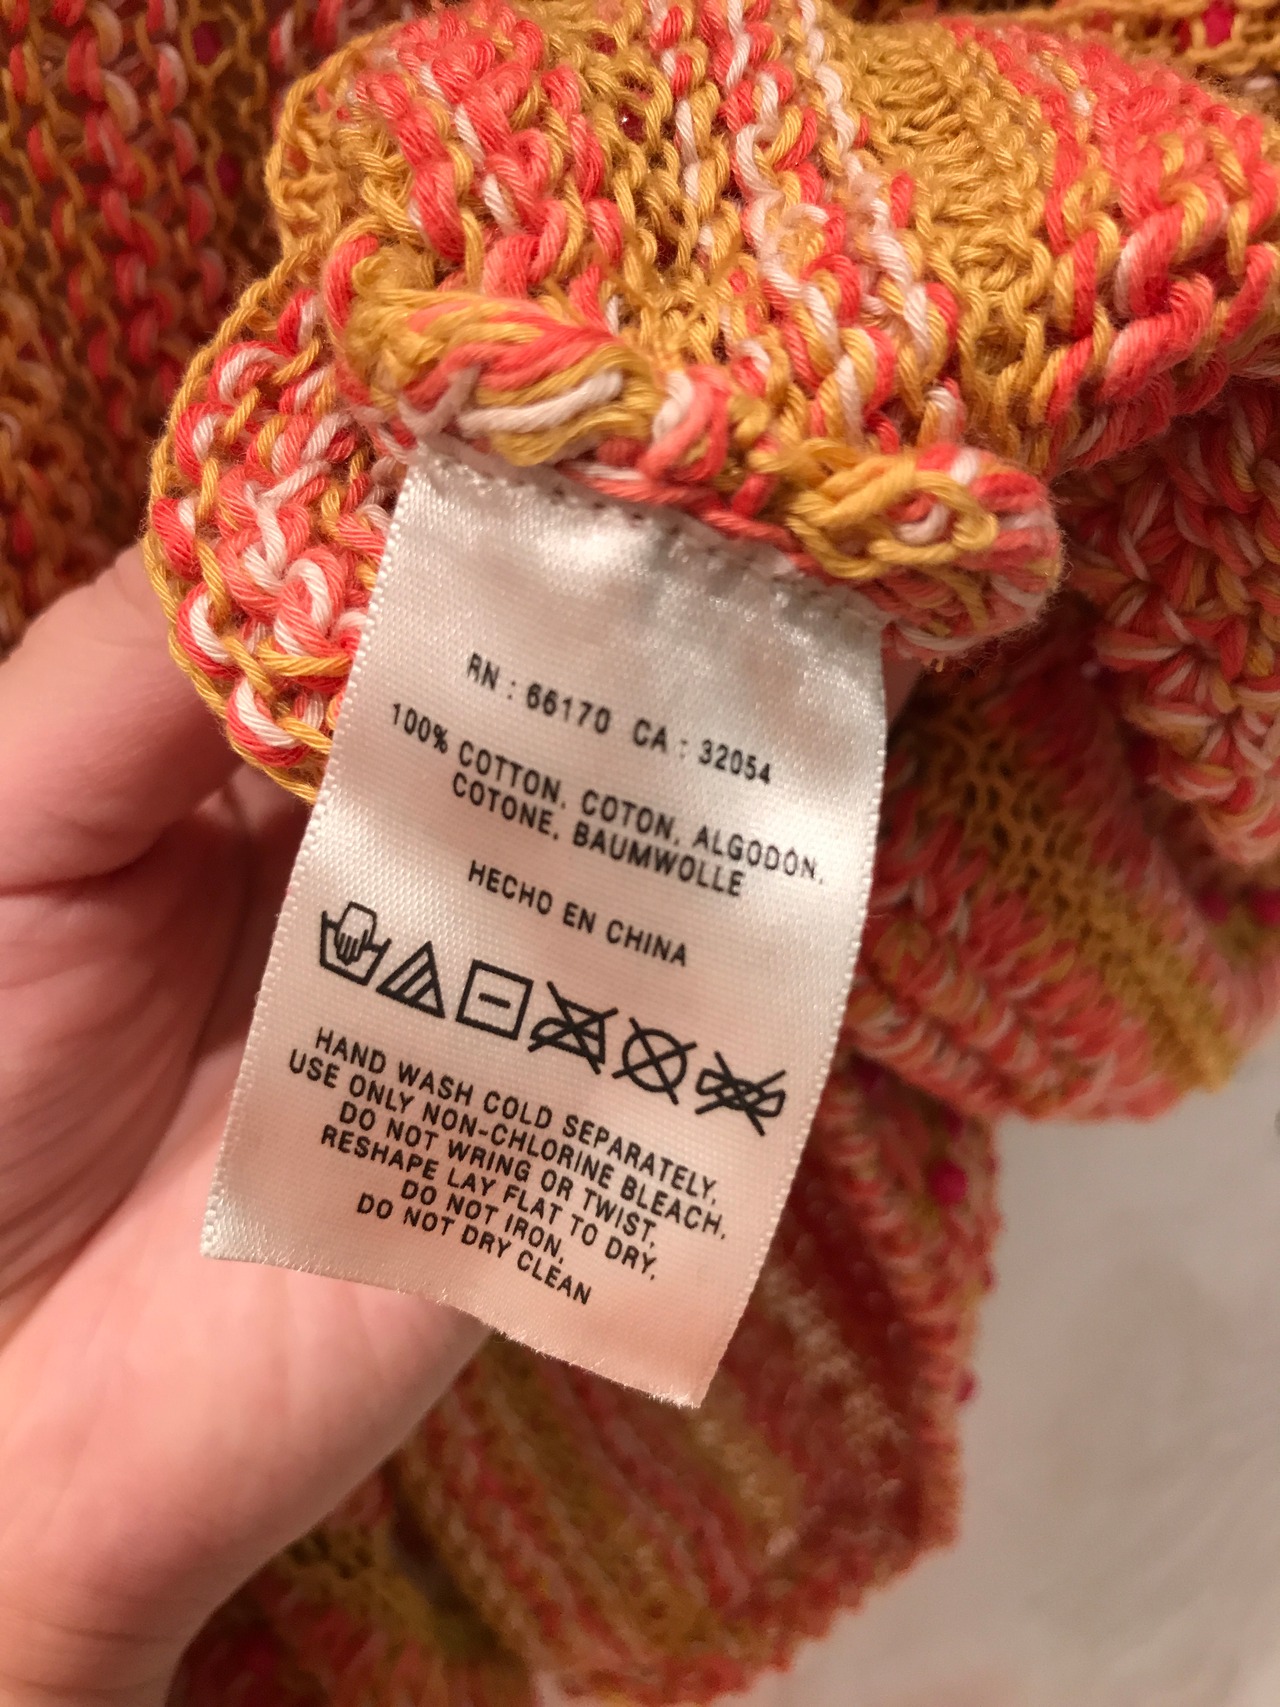 RN : 66170 CA : 32054
100% COTTON, COTON, ALGODÓN,
COTONE, BAUMWOLLE
HECHO EN CHINA
HAND WASH COLD SEPARATELY,
USE ONLY NON-CHLORINE BLEACH,
DO NOT WRING OR TWIST,
RESHAPE LAY FLAT TO DRY,
DO NOT IRON,
DO NOT DRY CLEAN